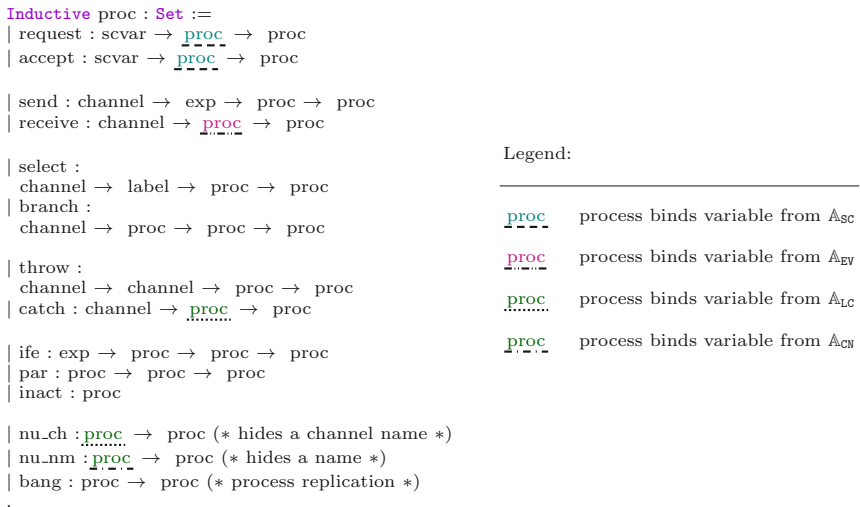 Inductive proc : Set :=
| request : scvar → proc → proc
| accept : scvar → proc → proc
| send : channel → exp → proc → proc
| receive : channel → proc → proc
| select :
channel → label → proc → proc
| branch :
channel → proc → proc → proc
| throw :
channel → channel → proc → proc
| catch : channel → proc → proc
| ife : exp → proc → proc → proc
| par : proc → proc → proc
| inact : proc
| nu_ch : proc → proc (∗ hides a channel name ∗)
| nu_nm : proc → proc (∗ hides a name ∗)
| bang : proc → proc (∗ process replication ∗)
.
Legend:
proc process binds variable from 𝔸SC
proc process binds variable from 𝔸EV
proc process binds variable from 𝔸LC
proc process binds variable from 𝔸CN